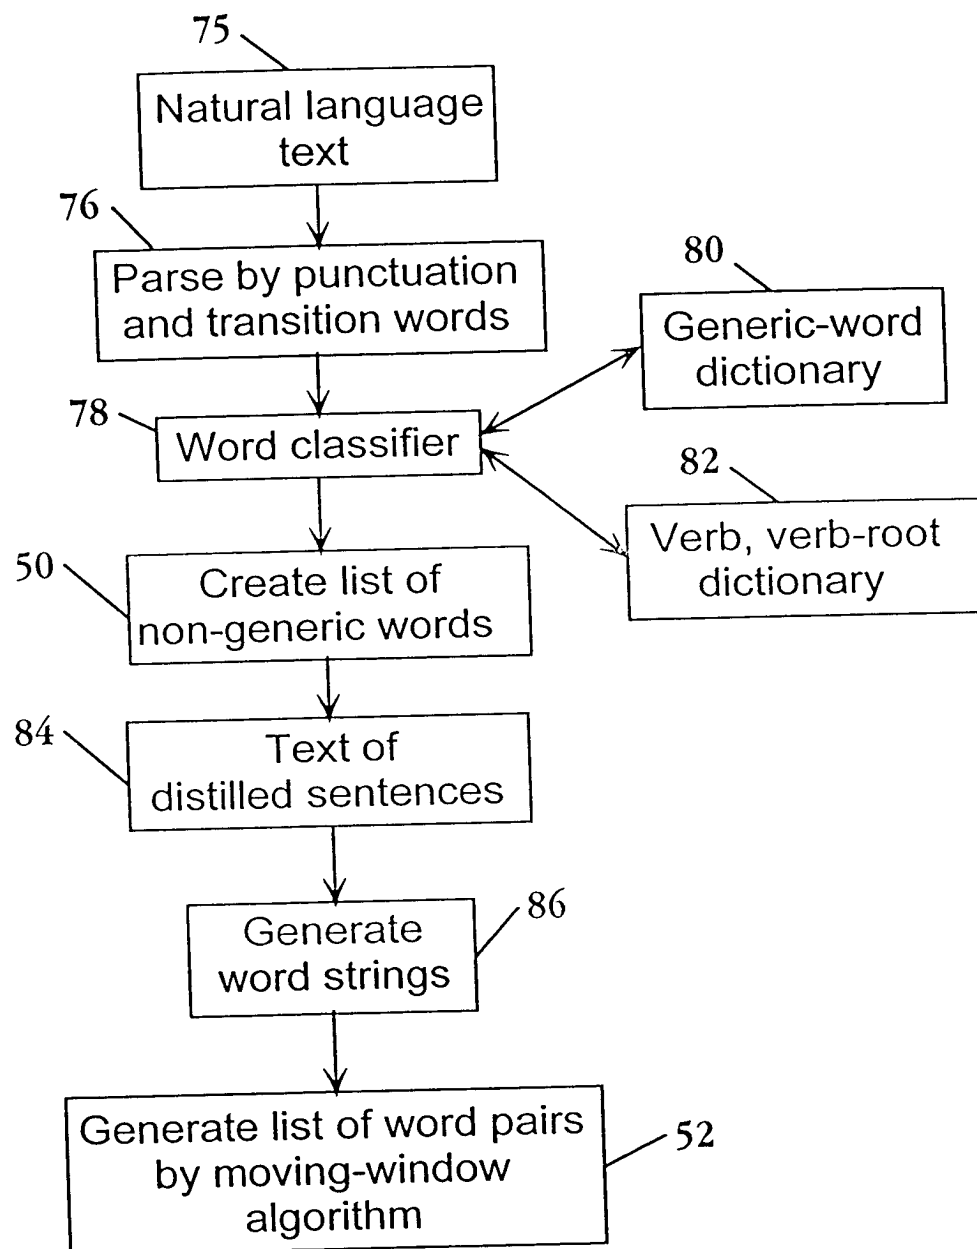 75
Natural language
text
76
Parse by punctuation
and transition words
80
Generic-word
dictionary
78
Word classifier
82
Verb, verb-root
dictionary
50
Create list of
non-generic words
84
Text of
distilled sentences
86
Generate
word strings
Generate list of word pairs
by moving-window
algorithm
52